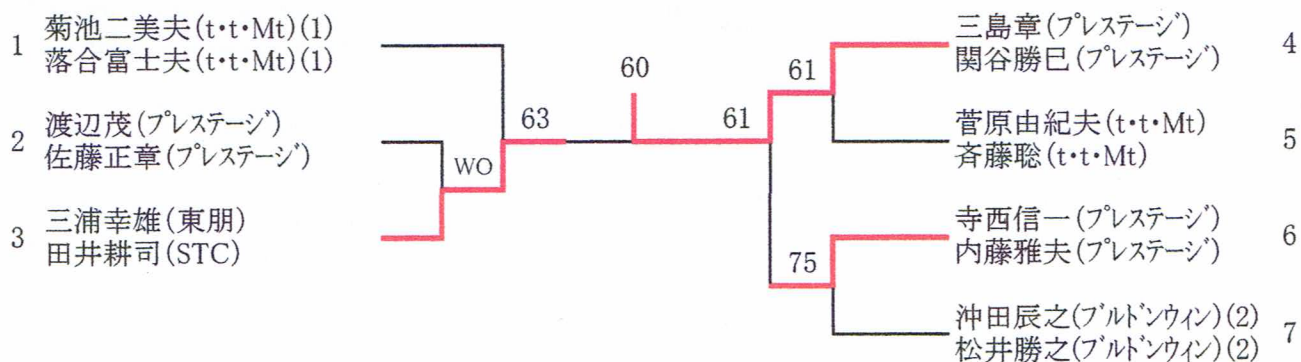 1
菊池二美夫(t・t・Mt)(1)
落合富士夫(t・t・Mt)(1)
2
渡辺茂(プレステージ)
佐藤正章(プレステージ)
3
三浦幸雄(東朋)
田井耕司(STC)
WO
63
60
61
61
75
三島章(プレステージ)
関谷勝巳(プレステージ)
4
菅原由紀夫(t・t・Mt)
斉藤聡(t・t・Mt)
5
寺西信一(プレステージ)
内藤雅夫(プレステージ)
6
沖田辰之(ブルドンウィン)(2)
松井勝之(ブルドンウィン)(2)
7